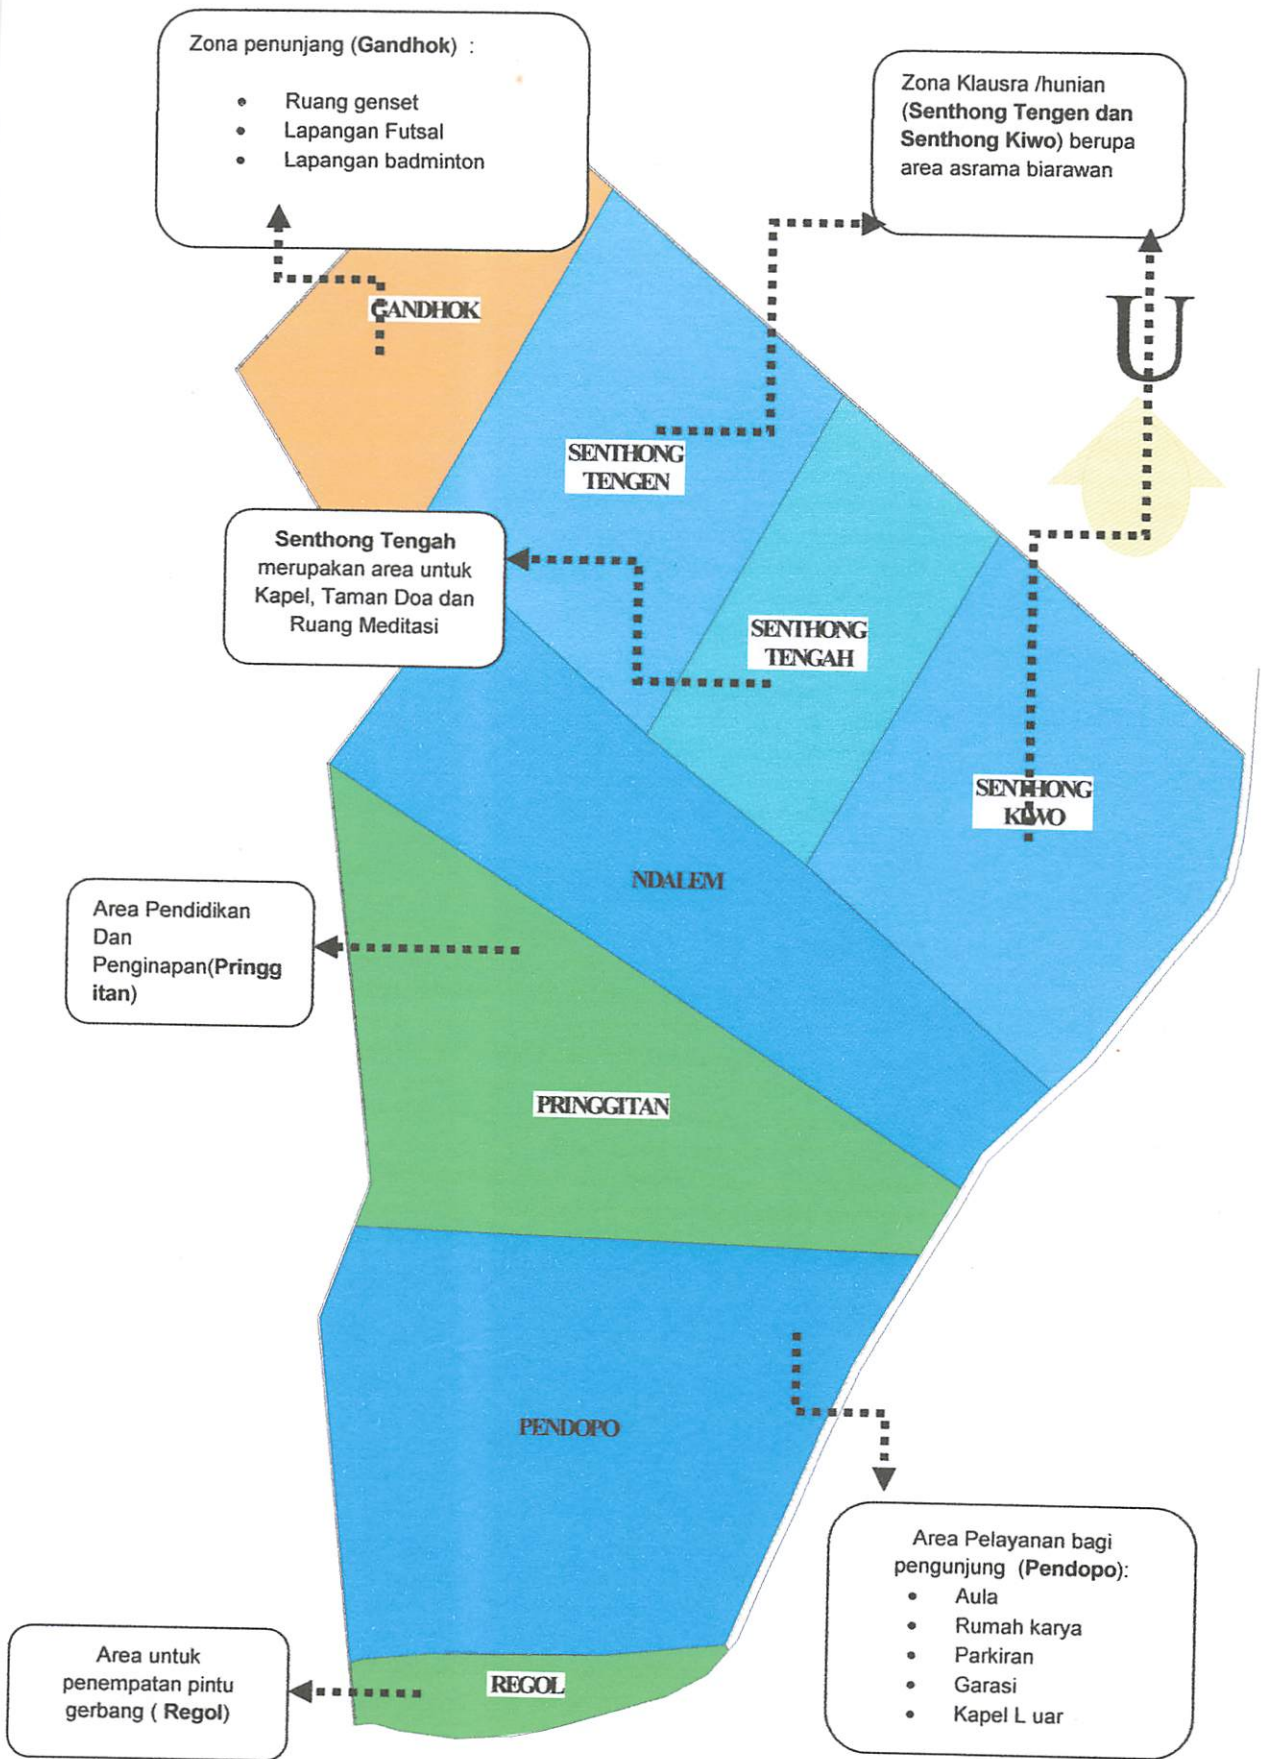 Zona penunjang (Gandhok) :
• Ruang genset
• Lapangan Futsal
• Lapangan badminton
Zona Klausra /hunian
(Senthong Tengen dan
Senthong Kiwo) berupa
area asrama biarawan
GANDHOK
U
SENTHONG
TENGEN
Senthong Tengah
merupakan area untuk
Kapel, Taman Doa dan
Ruang Meditasi
SENTHONG
TENGAH
SENTHONG
KIWO
NDALEM
Area Pendidikan
Dan
Penginapan(Pringg
itan)
PRINGGITAN
PENDOPO
Area Pelayanan bagi
pengunjung (Pendopo):
• Aula
• Rumah karya
• Parkiran
• Garasi
• Kapel L uar
Area untuk
penempatan pintu
gerbang ( Regol)
REGOL